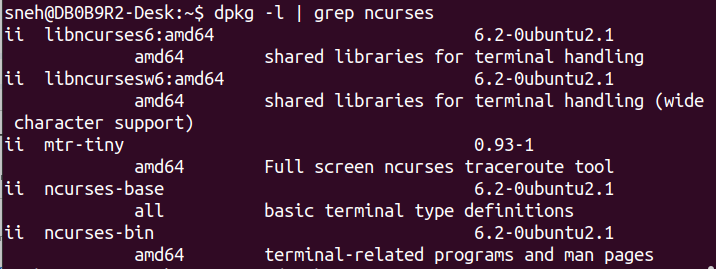 sneh@DB0B9R2-Desk:~$ dpkg -l | grep ncurses
ii libncurses6:amd64 6.2-0ubuntu2.1
amd64 shared libraries for terminal handling
ii libncursesw6:amd64 6.2-0ubuntu2.1
amd64 shared libraries for terminal handling (wide
character support)
ii mtr-tiny 0.93-1
amd64 Full screen ncurses traceroute tool
ii ncurses-base 6.2-0ubuntu2.1
all basic terminal type definitions
ii ncurses-bin 6.2-0ubuntu2.1
amd64 terminal-related programs and man pages